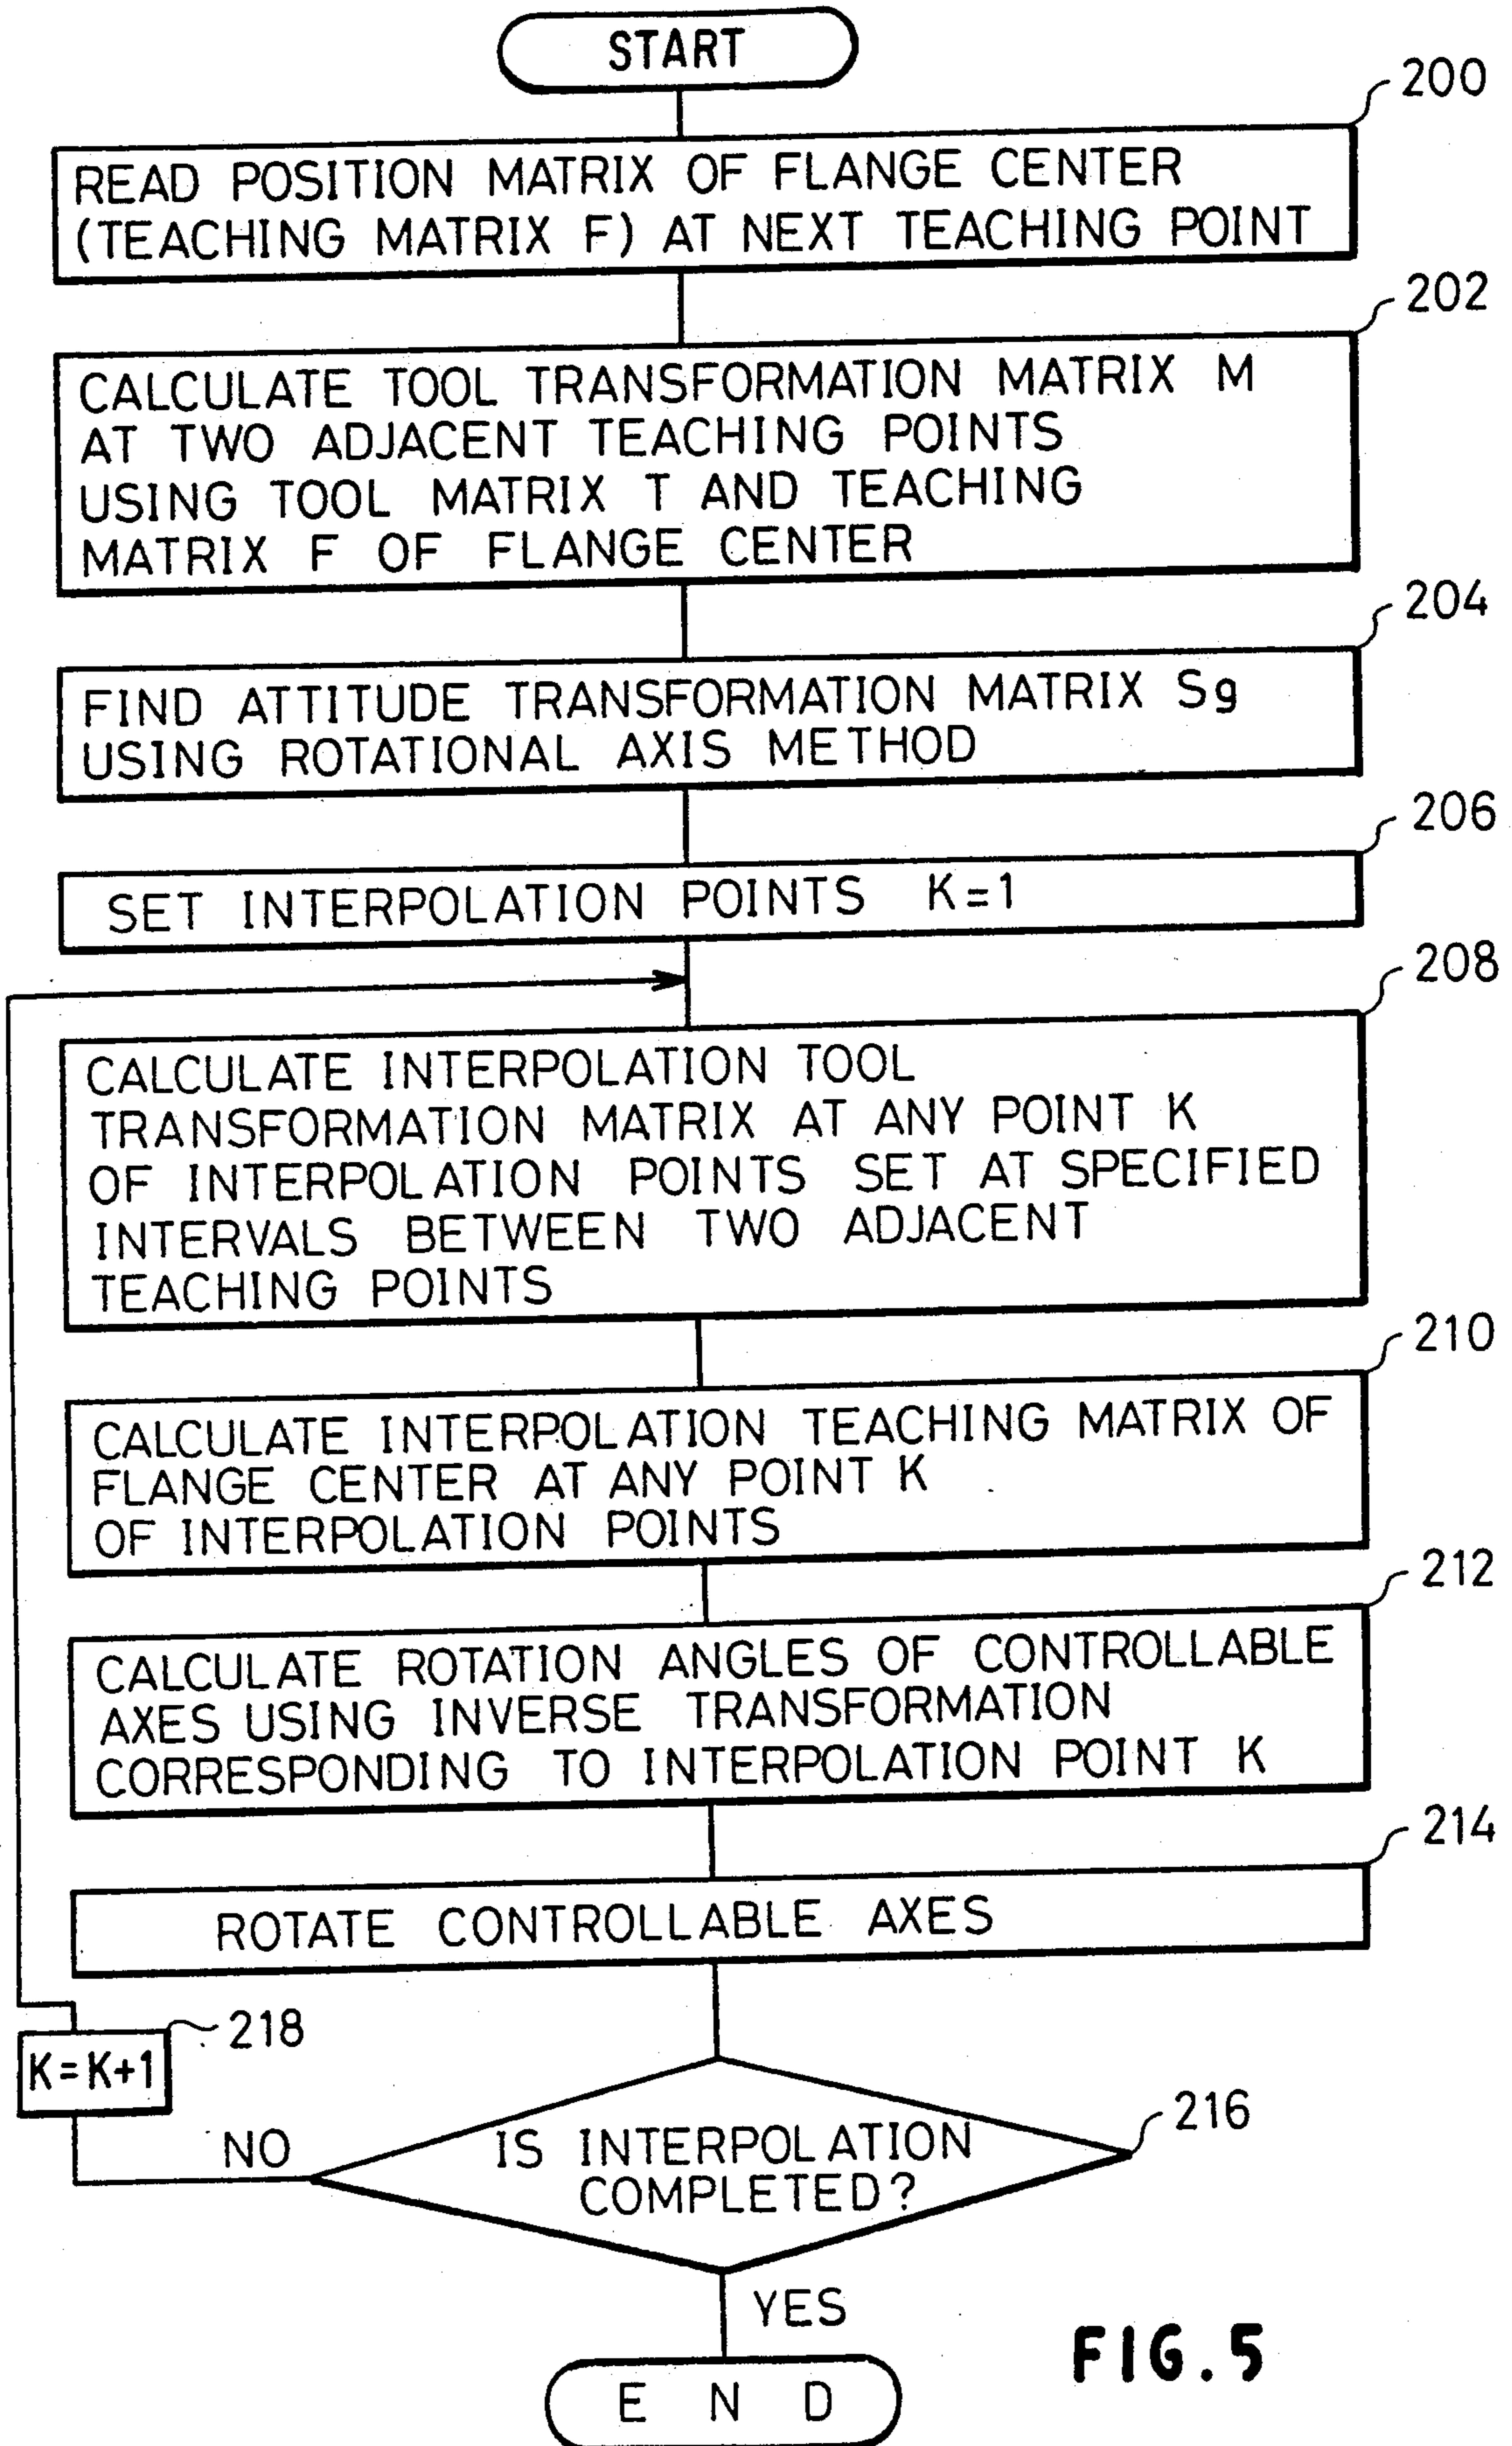 START
200
READ POSITION MATRIX OF FLANGE CENTER
(TEACHING MATRIX F) AT NEXT TEACHING POINT
202
CALCULATE TOOL TRANSFORMATION MATRIX M
AT TWO ADJACENT TEACHING POINTS
USING TOOL MATRIX T AND TEACHING
MATRIX F OF FLANGE CENTER
204
FIND ATTITUDE TRANSFORMATION MATRIX Sg
USING ROTATIONAL AXIS METHOD
206
SET INTERPOLATION POINTS K=1
208
CALCULATE INTERPOLATION TOOL
TRANSFORMATION MATRIX AT ANY POINT K
OF INTERPOLATION POINTS SET AT SPECIFIED
INTERVALS BETWEEN TWO ADJACENT
TEACHING POINTS
210
CALCULATE INTERPOLATION TEACHING MATRIX OF
FLANGE CENTER AT ANY POINT K
OF INTERPOLATION POINTS
212
CALCULATE ROTATION ANGLES OF CONTROLLABLE
AXES USING INVERSE TRANSFORMATION
CORRESPONDING TO INTERPOLATION POINT K
214
ROTATE CONTROLLABLE AXES
218
K=K+1
216
NO
IS INTERPOLATION
COMPLETED?
YES
FIG. 5
END